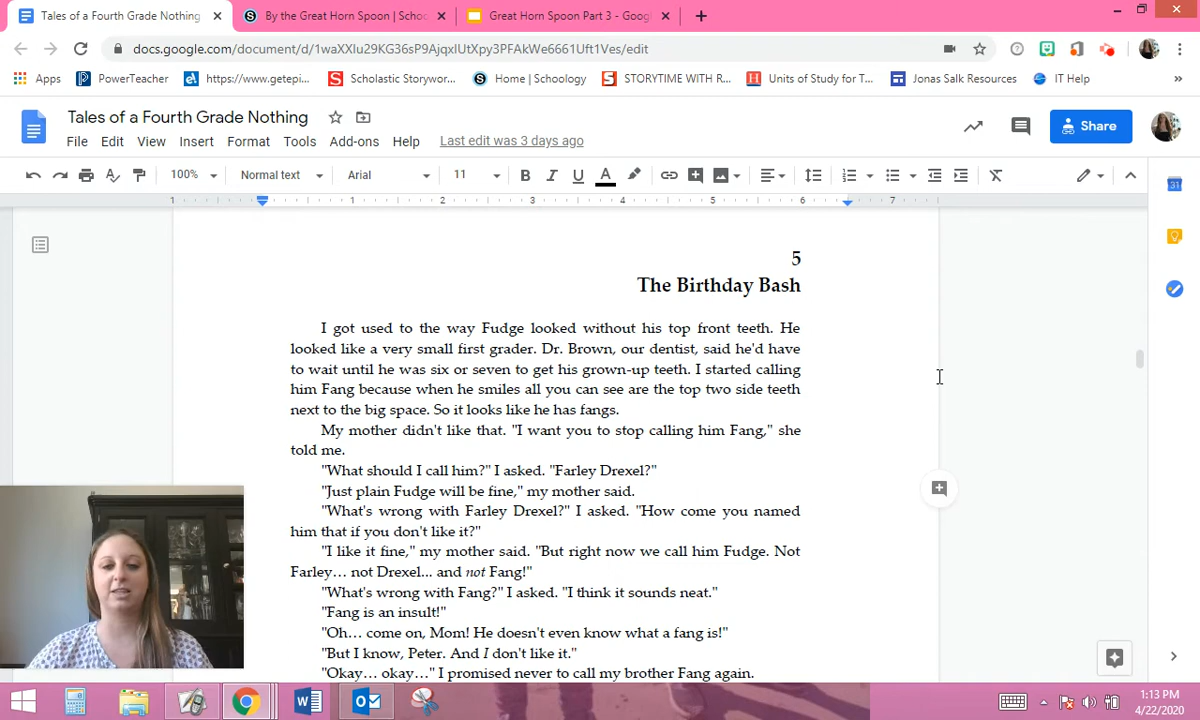 Tales of a Fourth Grade Nothing
By the Great Horn Spoon | Schoo
Great Horn Spoon Part 3 - Goog
docs.google.com/document/d/1waXXlu29KG36sP9AjqxlUtXpy3PFAkWe6661Uft1Ves/edit
Apps
PowerTeacher
https://www.getepi...
Scholastic Storywor...
Home | Schoology
STORYTIME WITH R...
Units of Study for T...
Jonas Salk Resources
IT Help
Tales of a Fourth Grade Nothing
File Edit View Insert Format Tools Add-ons Help Last edit was 3 days ago
Share
100% Normal text Arial 11
1 1 2 3 4 5 6 7
31
5
The Birthday Bash
I got used to the way Fudge looked without his top front teeth. He
looked like a very small first grader. Dr. Brown, our dentist, said he'd have
to wait until he was six or seven to get his grown-up teeth. I started calling
him Fang because when he smiles all you can see are the top two side teeth
next to the big space. So it looks like he has fangs.
My mother didn't like that. "I want you to stop calling him Fang," she
told me.
"What should I call him?" I asked. "Farley Drexel?"
"Just plain Fudge will be fine," my mother said.
"What's wrong with Farley Drexel?" I asked. "How come you named
him that if you don't like it?"
"I like it fine," my mother said. "But right now we call him Fudge. Not
Farley… not Drexel... and not Fang!"
"What's wrong with Fang?" I asked. "I think it sounds neat."
"Fang is an insult!"
"Oh… come on, Mom! He doesn't even know what a fang is!"
"But I know, Peter. And I don't like it."
"Okay… okay…" I promised never to call my brother Fang again.
1:13 PM
4/22/2020